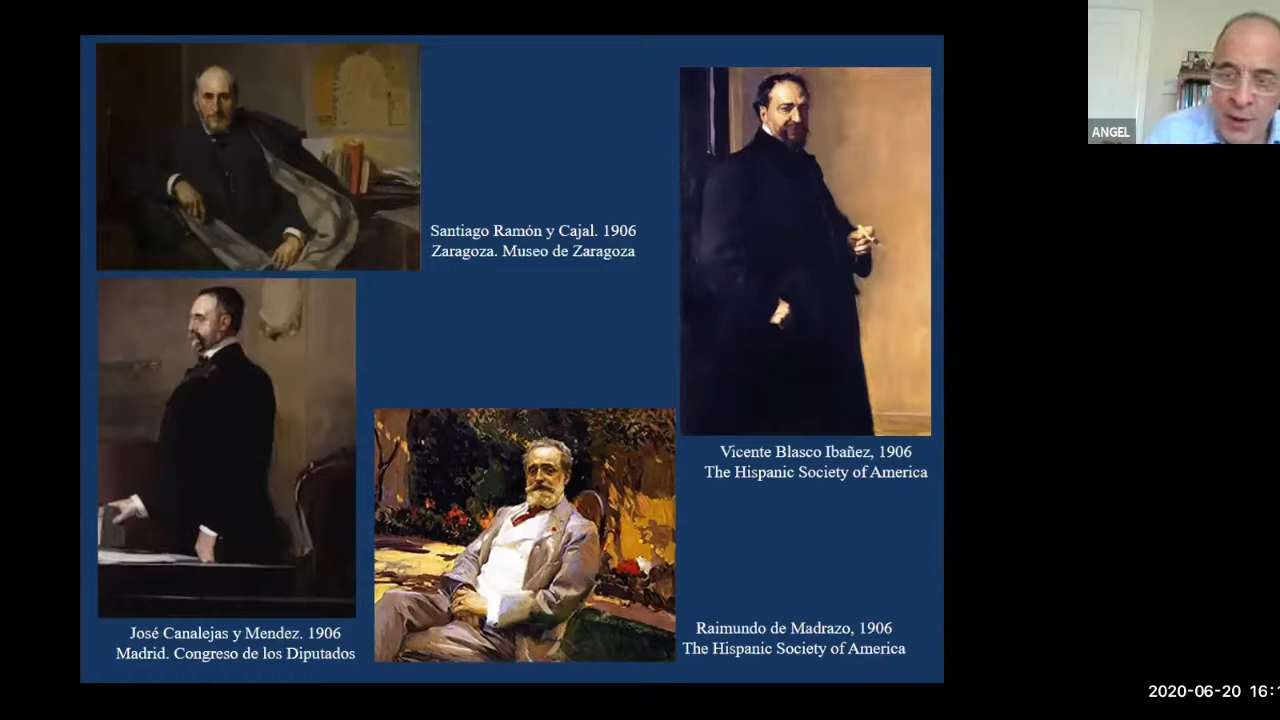 ANGEL
Santiago Ramón y Cajal. 1906
Zaragoza. Museo de Zaragoza
Vicente Blasco Ibañez, 1906
The Hispanic Society of America
José Canalejas y Mendez. 1906
Madrid. Congreso de los Diputados
Raimundo de Madrazo, 1906
The Hispanic Society of America
2020-06-20 16:1